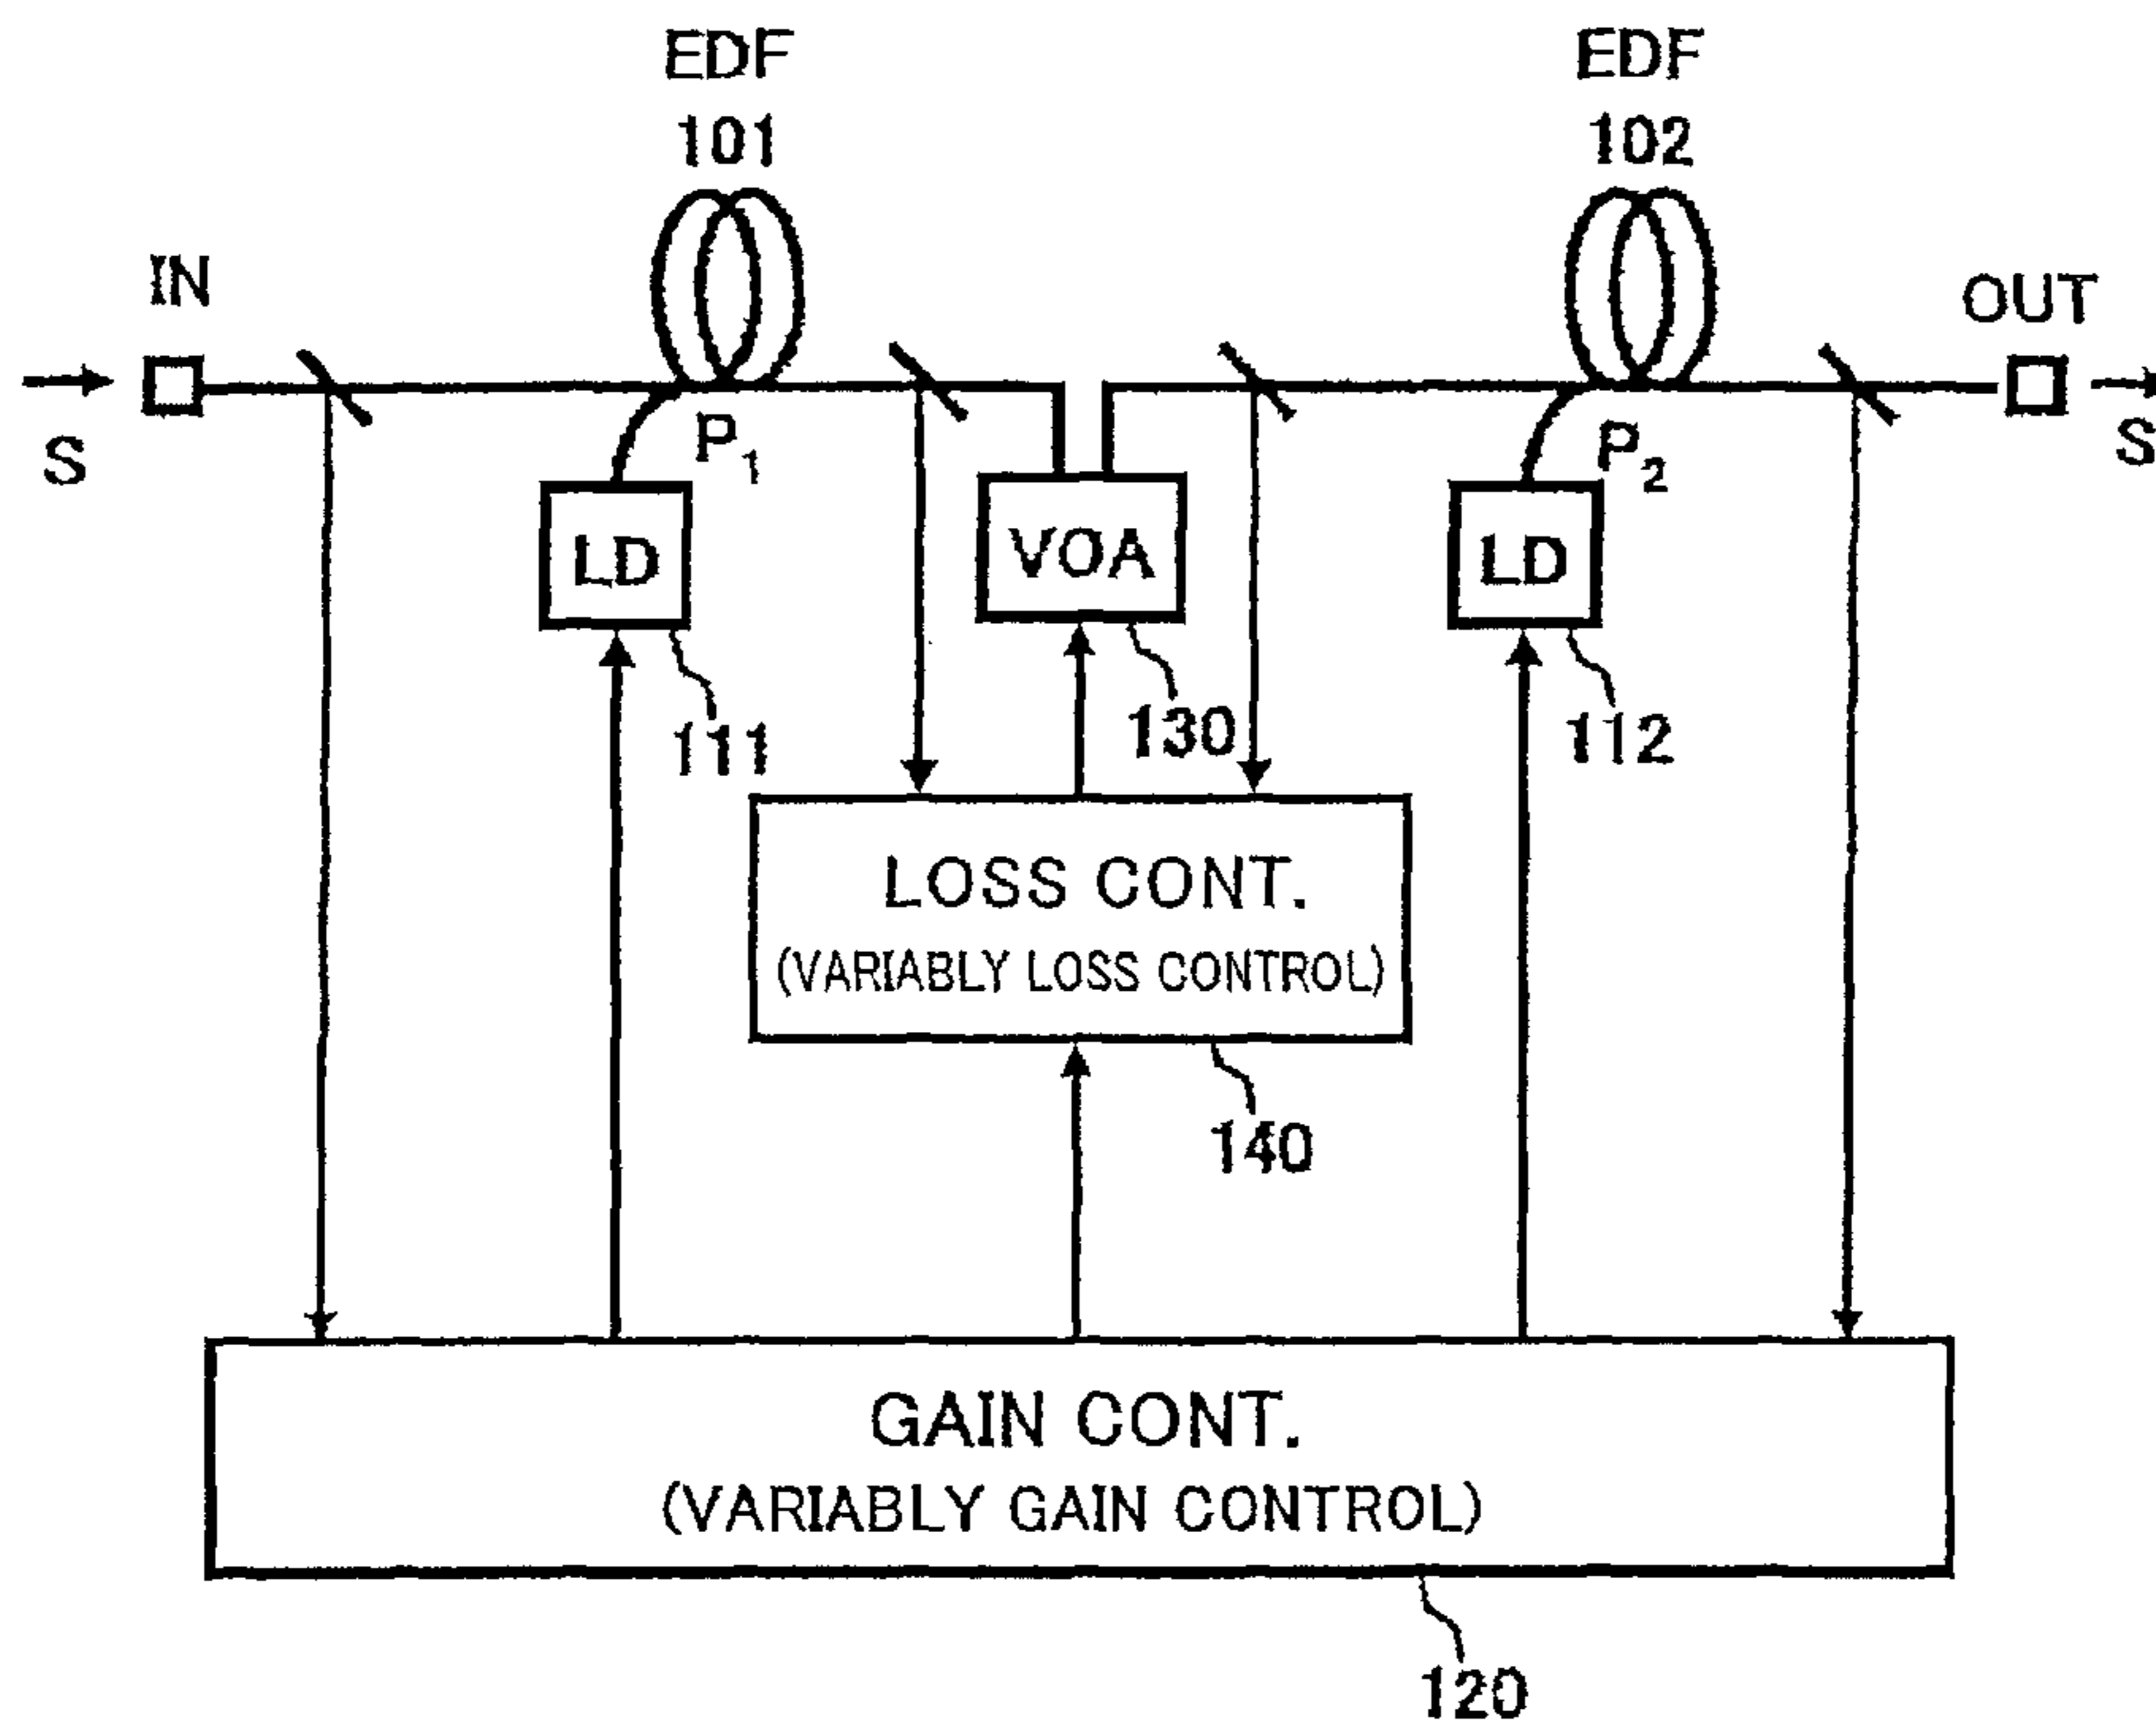 EDF
101
EDF
102
IN
OUT
S
S
P1
P2
LD
VOA
LD
111
130
112
LOSS CONT.
(VARIABLY LOSS CONTROL)
140
GAIN CONT.
(VARIABLY GAIN CONTROL)
120